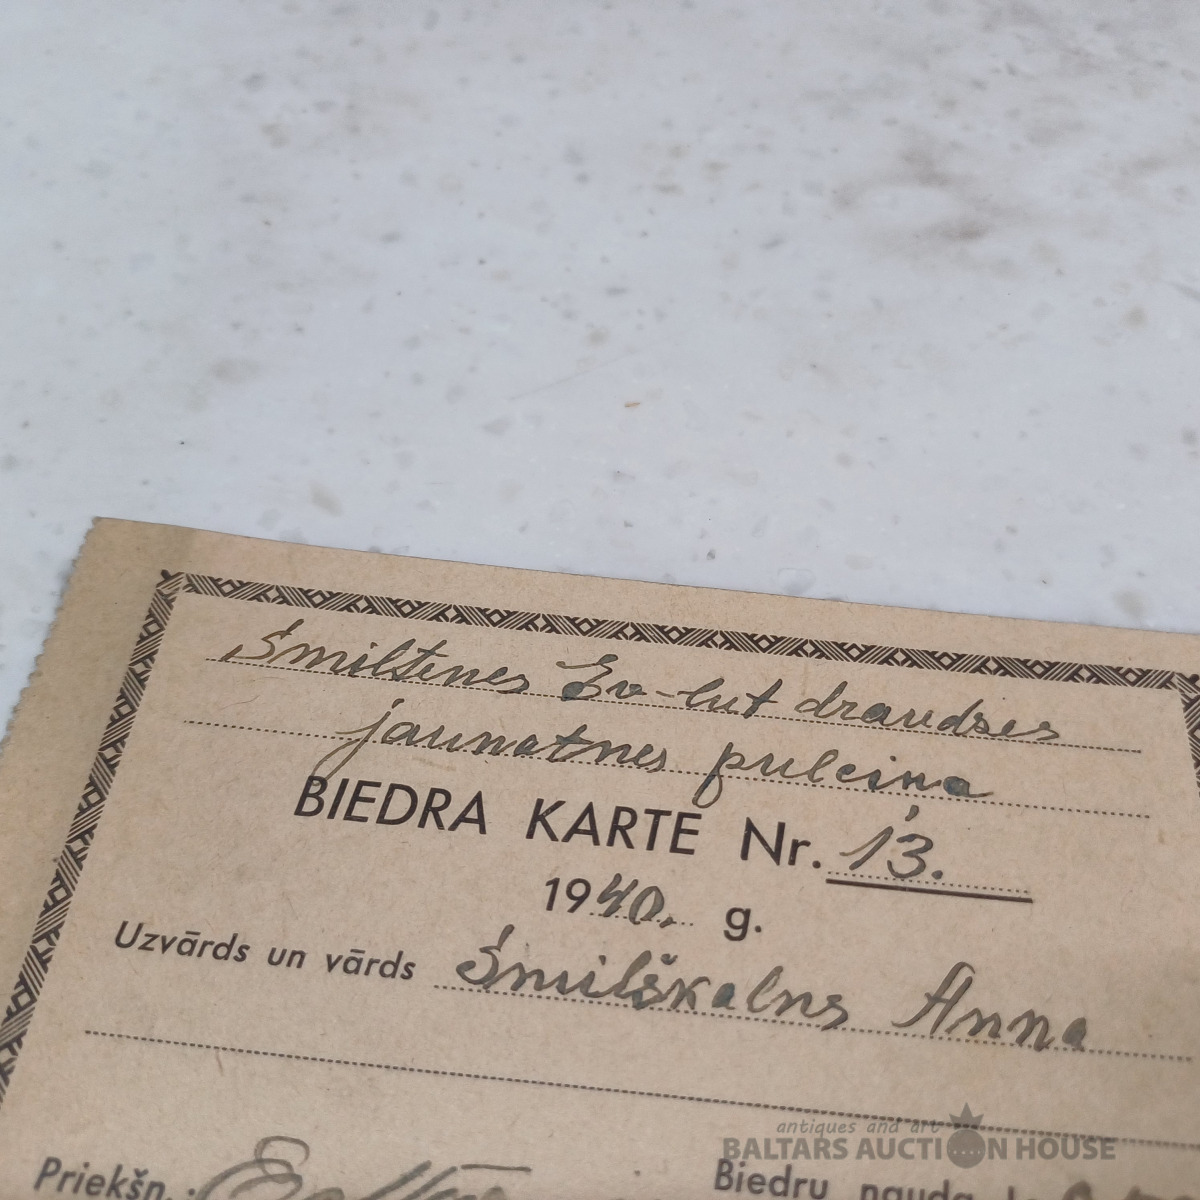 Smiltenes Ev-lut draudses
jaunatnes pulciņa
BIEDRA KARTE Nr. 13.
1940. g.
Uzvārds un vārds Smilškalns Anna
Priekšn.
Biedru nauda
antiques and art
BALTARS AUCTION HOUSE